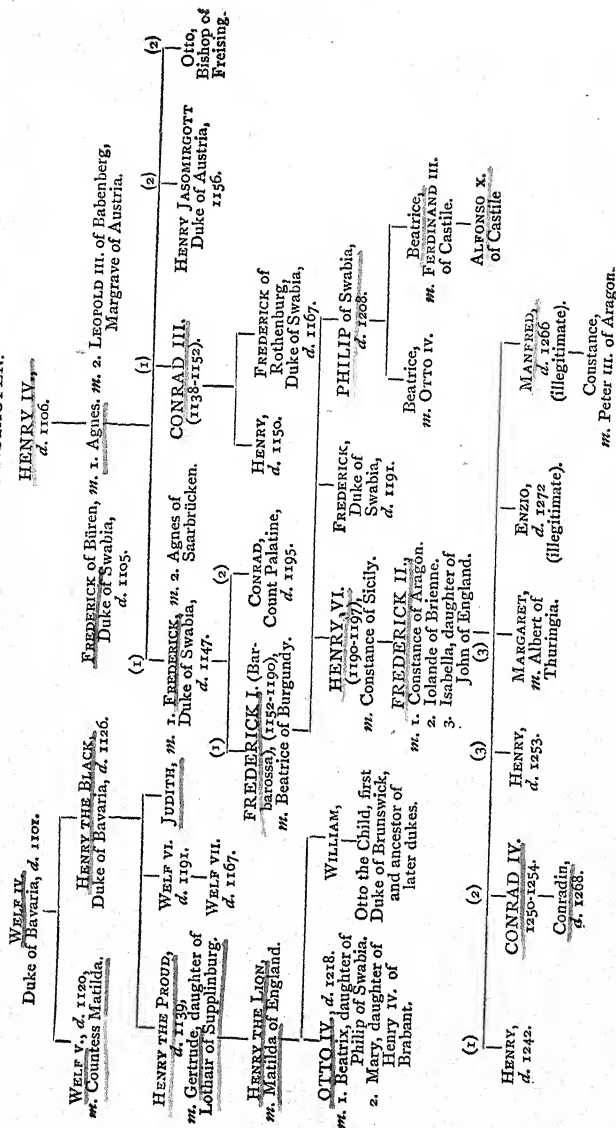 WELF IV.
Duke of Bavaria, d. 1101.
HENRY IV.,
d. 1106.
WELF V., d. 1120,
m. Countess Matilda.
HENRY THE BLACK,
Duke of Bavaria, d. 1126.
FREDERICK of Büren, m. 1. Agnes. m. 2. LEOPOLD III. of Babenberg,
Duke of Swabia,
d. 1105.
Margrave of Austria.
HENRY THE PROUD,
d. 1139,
m. Gertrude, daughter of
Lothair of Supplinburg.
WELF VI.
d. 1191.
WELF VII.
d. 1167.
JUDITH, m. 1. FREDERICK, m. 2. Agnes of
Duke of Swabia,
d. 1147.
Saarbrücken.
(1)
(1)
CONRAD III.
(1138-1152).
(2)
HENRY JASOMIRGOTT
Duke of Austria,
1156.
(2)
Otto,
Bishop of
Freising.
HENRY THE LION,
m. Matilda of England.
(1)
FREDERICK I. (Bar-
barossa), (1152-1190),
m. Beatrice of Burgundy.
(2)
CONRAD,
Count Palatine,
d. 1195.
HENRY,
d. 1150.
FREDERICK of
Rothenburg,
Duke of Swabia,
d. 1167.
OTTO IV., d. 1218.
m. 1. Beatrix, daughter of
Philip of Swabia.
2. Mary, daughter of
Henry IV. of
Brabant.
WILLIAM,
Otto the Child, first
Duke of Brunswick,
and ancestor of
later dukes.
HENRY VI.
(1190-1197),
m. Constance of Sicily.
FREDERICK,
Duke of
Swabia,
d. 1191.
PHILIP of Swabia,
d. 1208.
FREDERICK II.,
m. 1. Constance of Aragon.
2. Iolande of Brienne.
3. Isabella, daughter of
John of England.
Beatrice,
m. OTTO IV.
Beatrice,
m. FERDINAND III.
of Castile.
ALFONSO X.
of Castile
(1)
HENRY,
d. 1242.
(2)
CONRAD IV.
1250-1254.
Conradin,
d. 1268.
(3)
HENRY,
d. 1253.
(3)
MARGARET,
m. Albert of
Thuringia.
ENZIO,
d. 1272
(illegitimate).
MANFRED,
d. 1266
(illegitimate).
Constance,
m. Peter III. of Aragon.